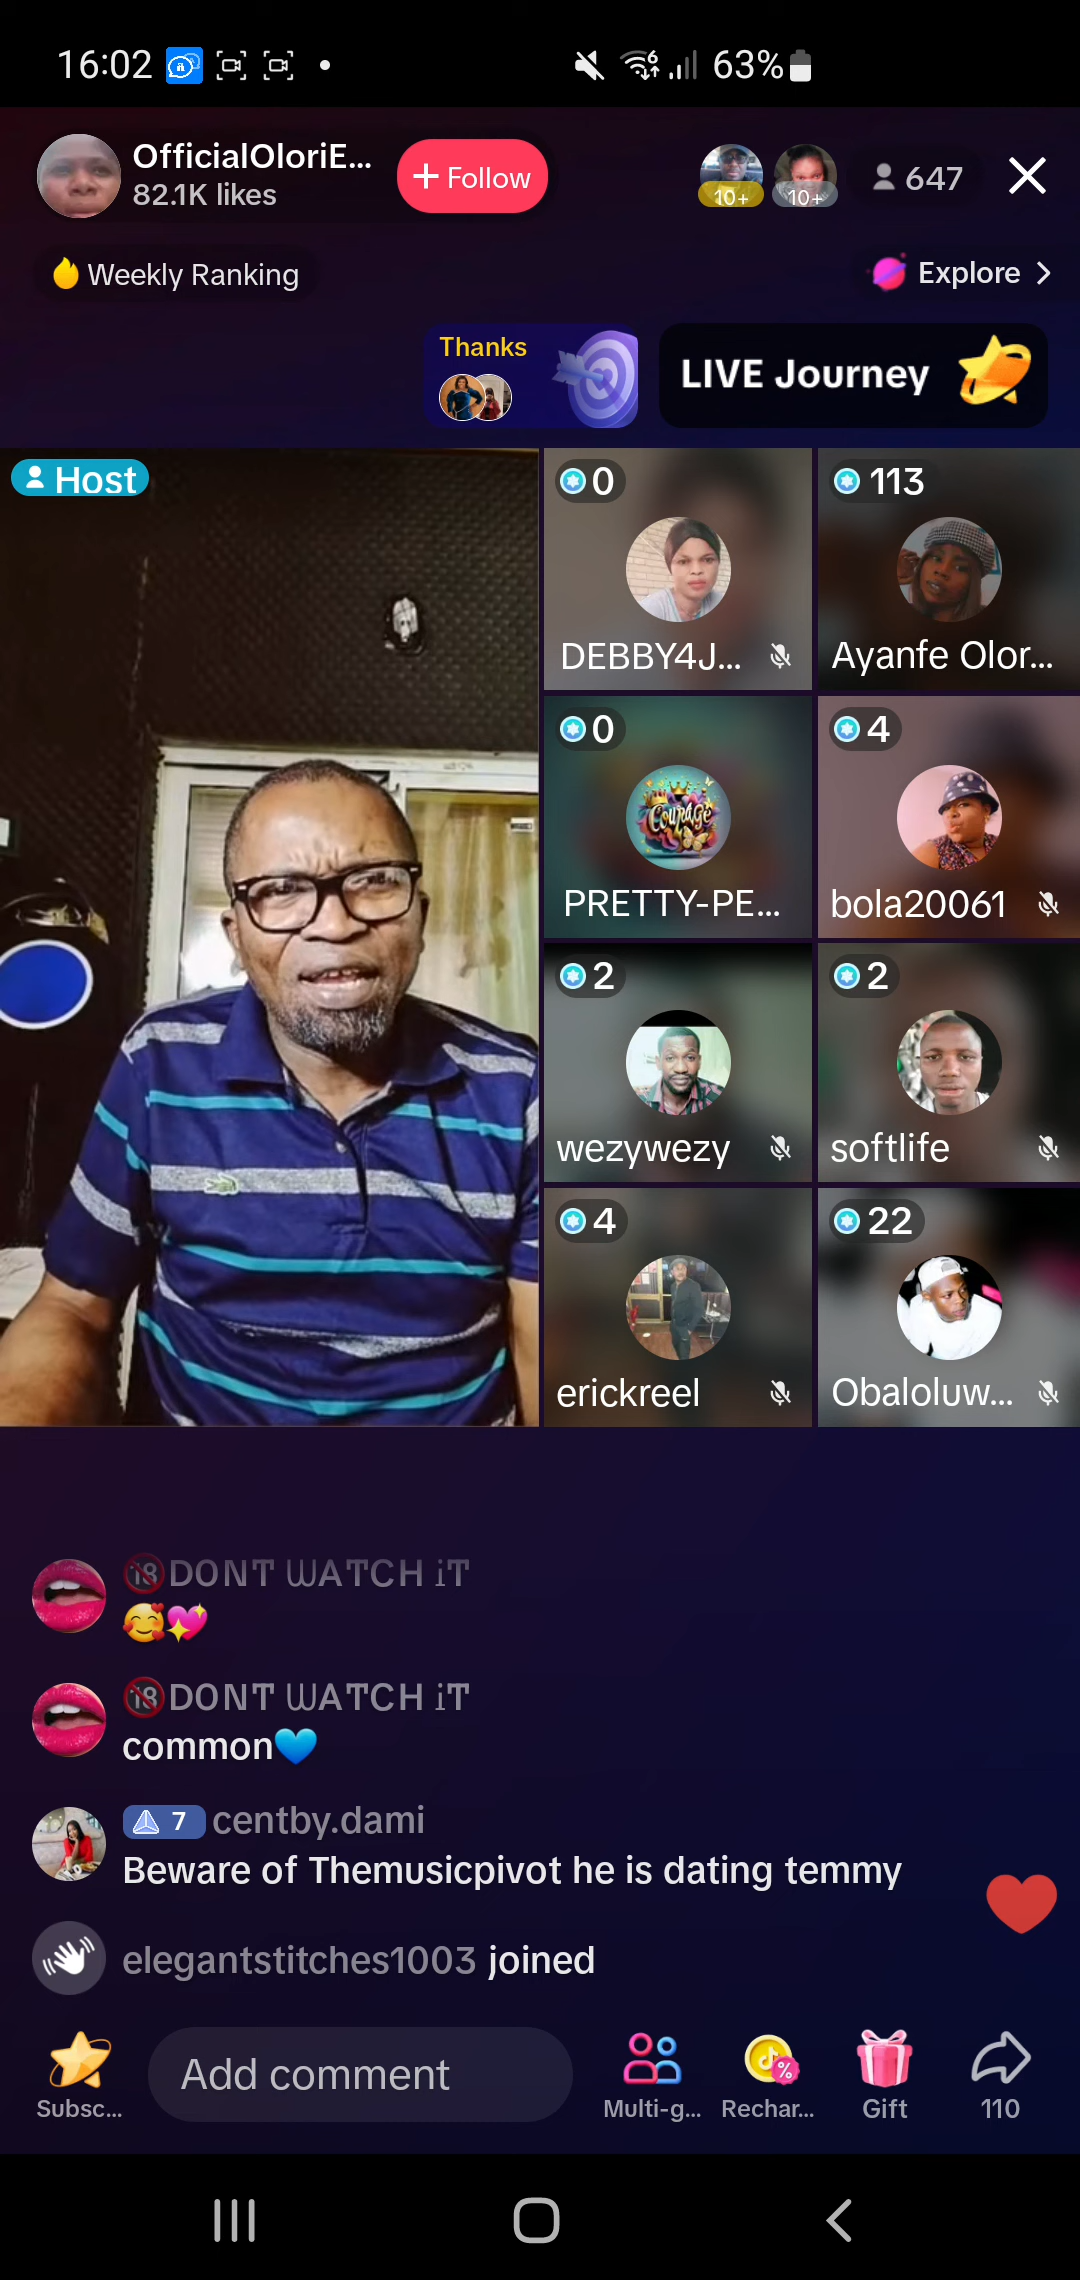 16:02
63%
OfficialOloriE...
82.1K likes
+ Follow
10+
10+
647
Weekly Ranking
Explore >
Thanks
LIVE Journey
Host
0
113
DEBBY4J...
Ayanfe Olor...
0
4
Courage
PRETTY-PE...
bola20061
2
2
wezywezy
softlife
4
22
erickreel
Obaloluw...
🔞DONT WATCH iT
🥰💖
🔞DONT WATCH iT
common💙
7 centby.dami
Beware of Themusicpivot he is dating temmy
elegantstitches1003 joined
Add comment
Subsc...
Multi-g...
Rechar...
Gift
110